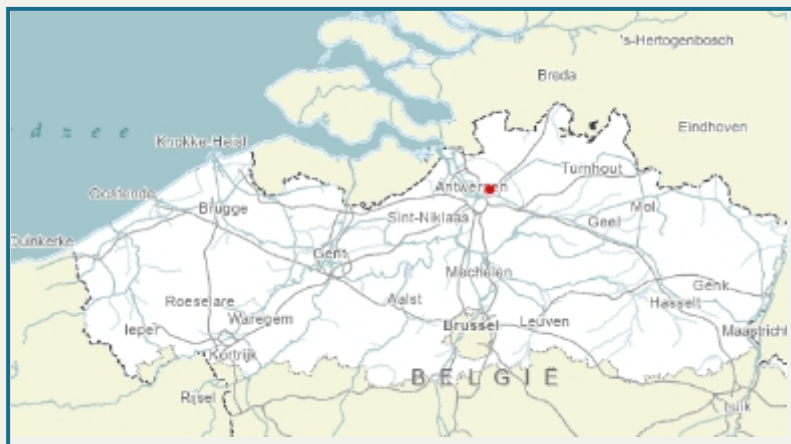 's-Hertogenbosch
Breda
Eindhoven
d z e e
Knokke-Heist
Turnhout
Antwerpen
Oostende
Mol
Brugge
Sint-Niklaas
Geel
Duinkerke
Gent
Mechelen
Genk
Roeselare
Aalst
Hasselt
Waregem
Ieper
Brussel
Leuven
Maastricht
Kortrijk
BELGIË
Rijsel
Luik